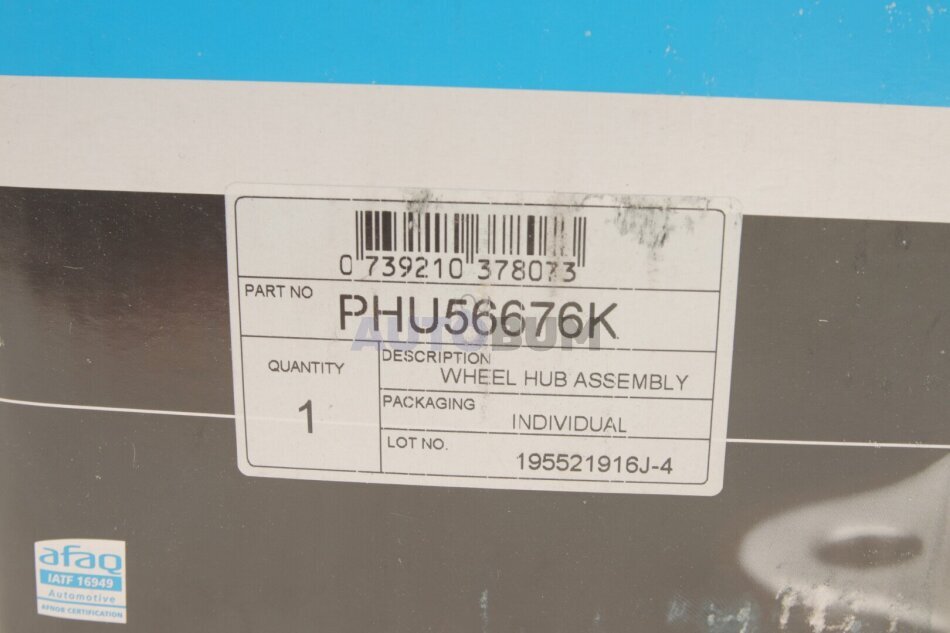 0 739210 378073
PART NO
PHU56676K
AUTOBUM
QUANTITY
1
DESCRIPTION
WHEEL HUB ASSEMBLY
PACKAGING
INDIVIDUAL
LOT NO.
195521916J-4
afaq
IATF 16949
Automotive
AFNOR CERTIFICATION